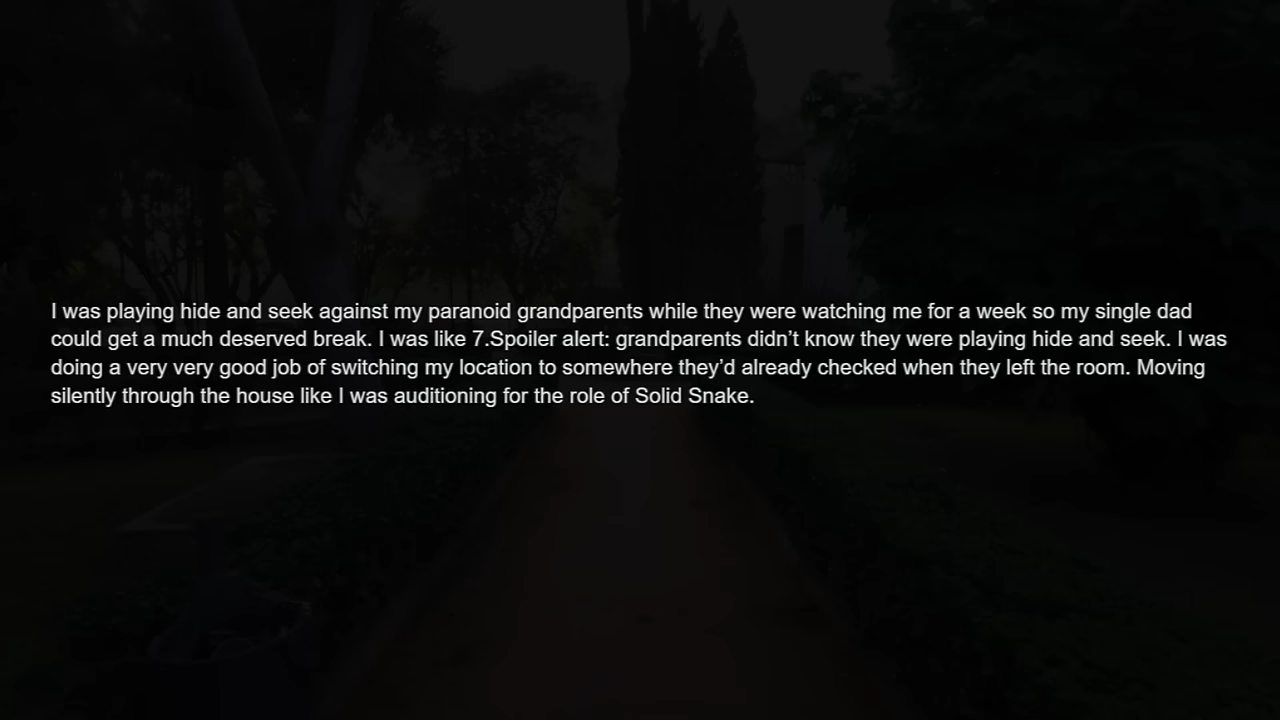 I was playing hide and seek against my paranoid grandparents while they were watching me for a week so my single dad
could get a much deserved break. I was like 7.Spoiler alert: grandparents didn’t know they were playing hide and seek. I was
doing a very very good job of switching my location to somewhere they’d already checked when they left the room. Moving
silently through the house like I was auditioning for the role of Solid Snake.